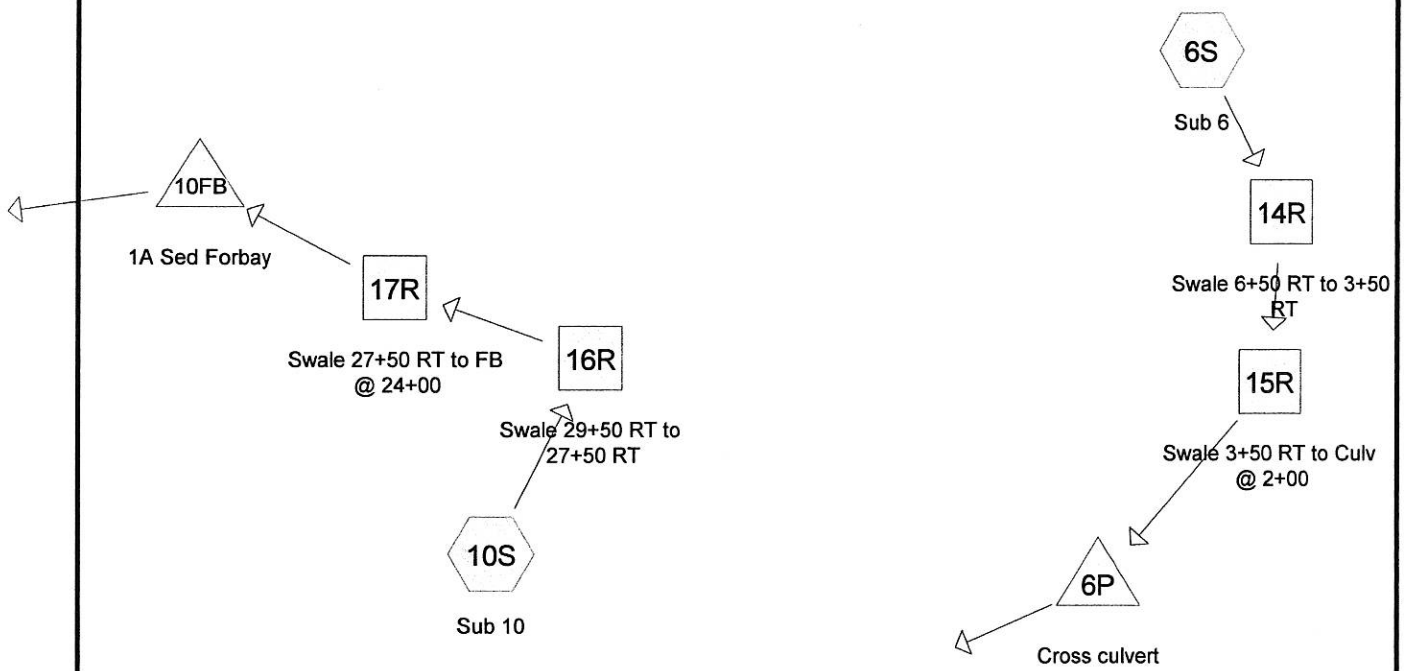 6S
Sub 6
10FB
1A Sed Forbay
14R
Swale 6+50 RT to 3+50
RT
17R
Swale 27+50 RT to FB
@ 24+00
16R
Swale 29+50 RT to
27+50 RT
15R
Swale 3+50 RT to Culv
@ 2+00
10S
Sub 10
6P
Cross culvert